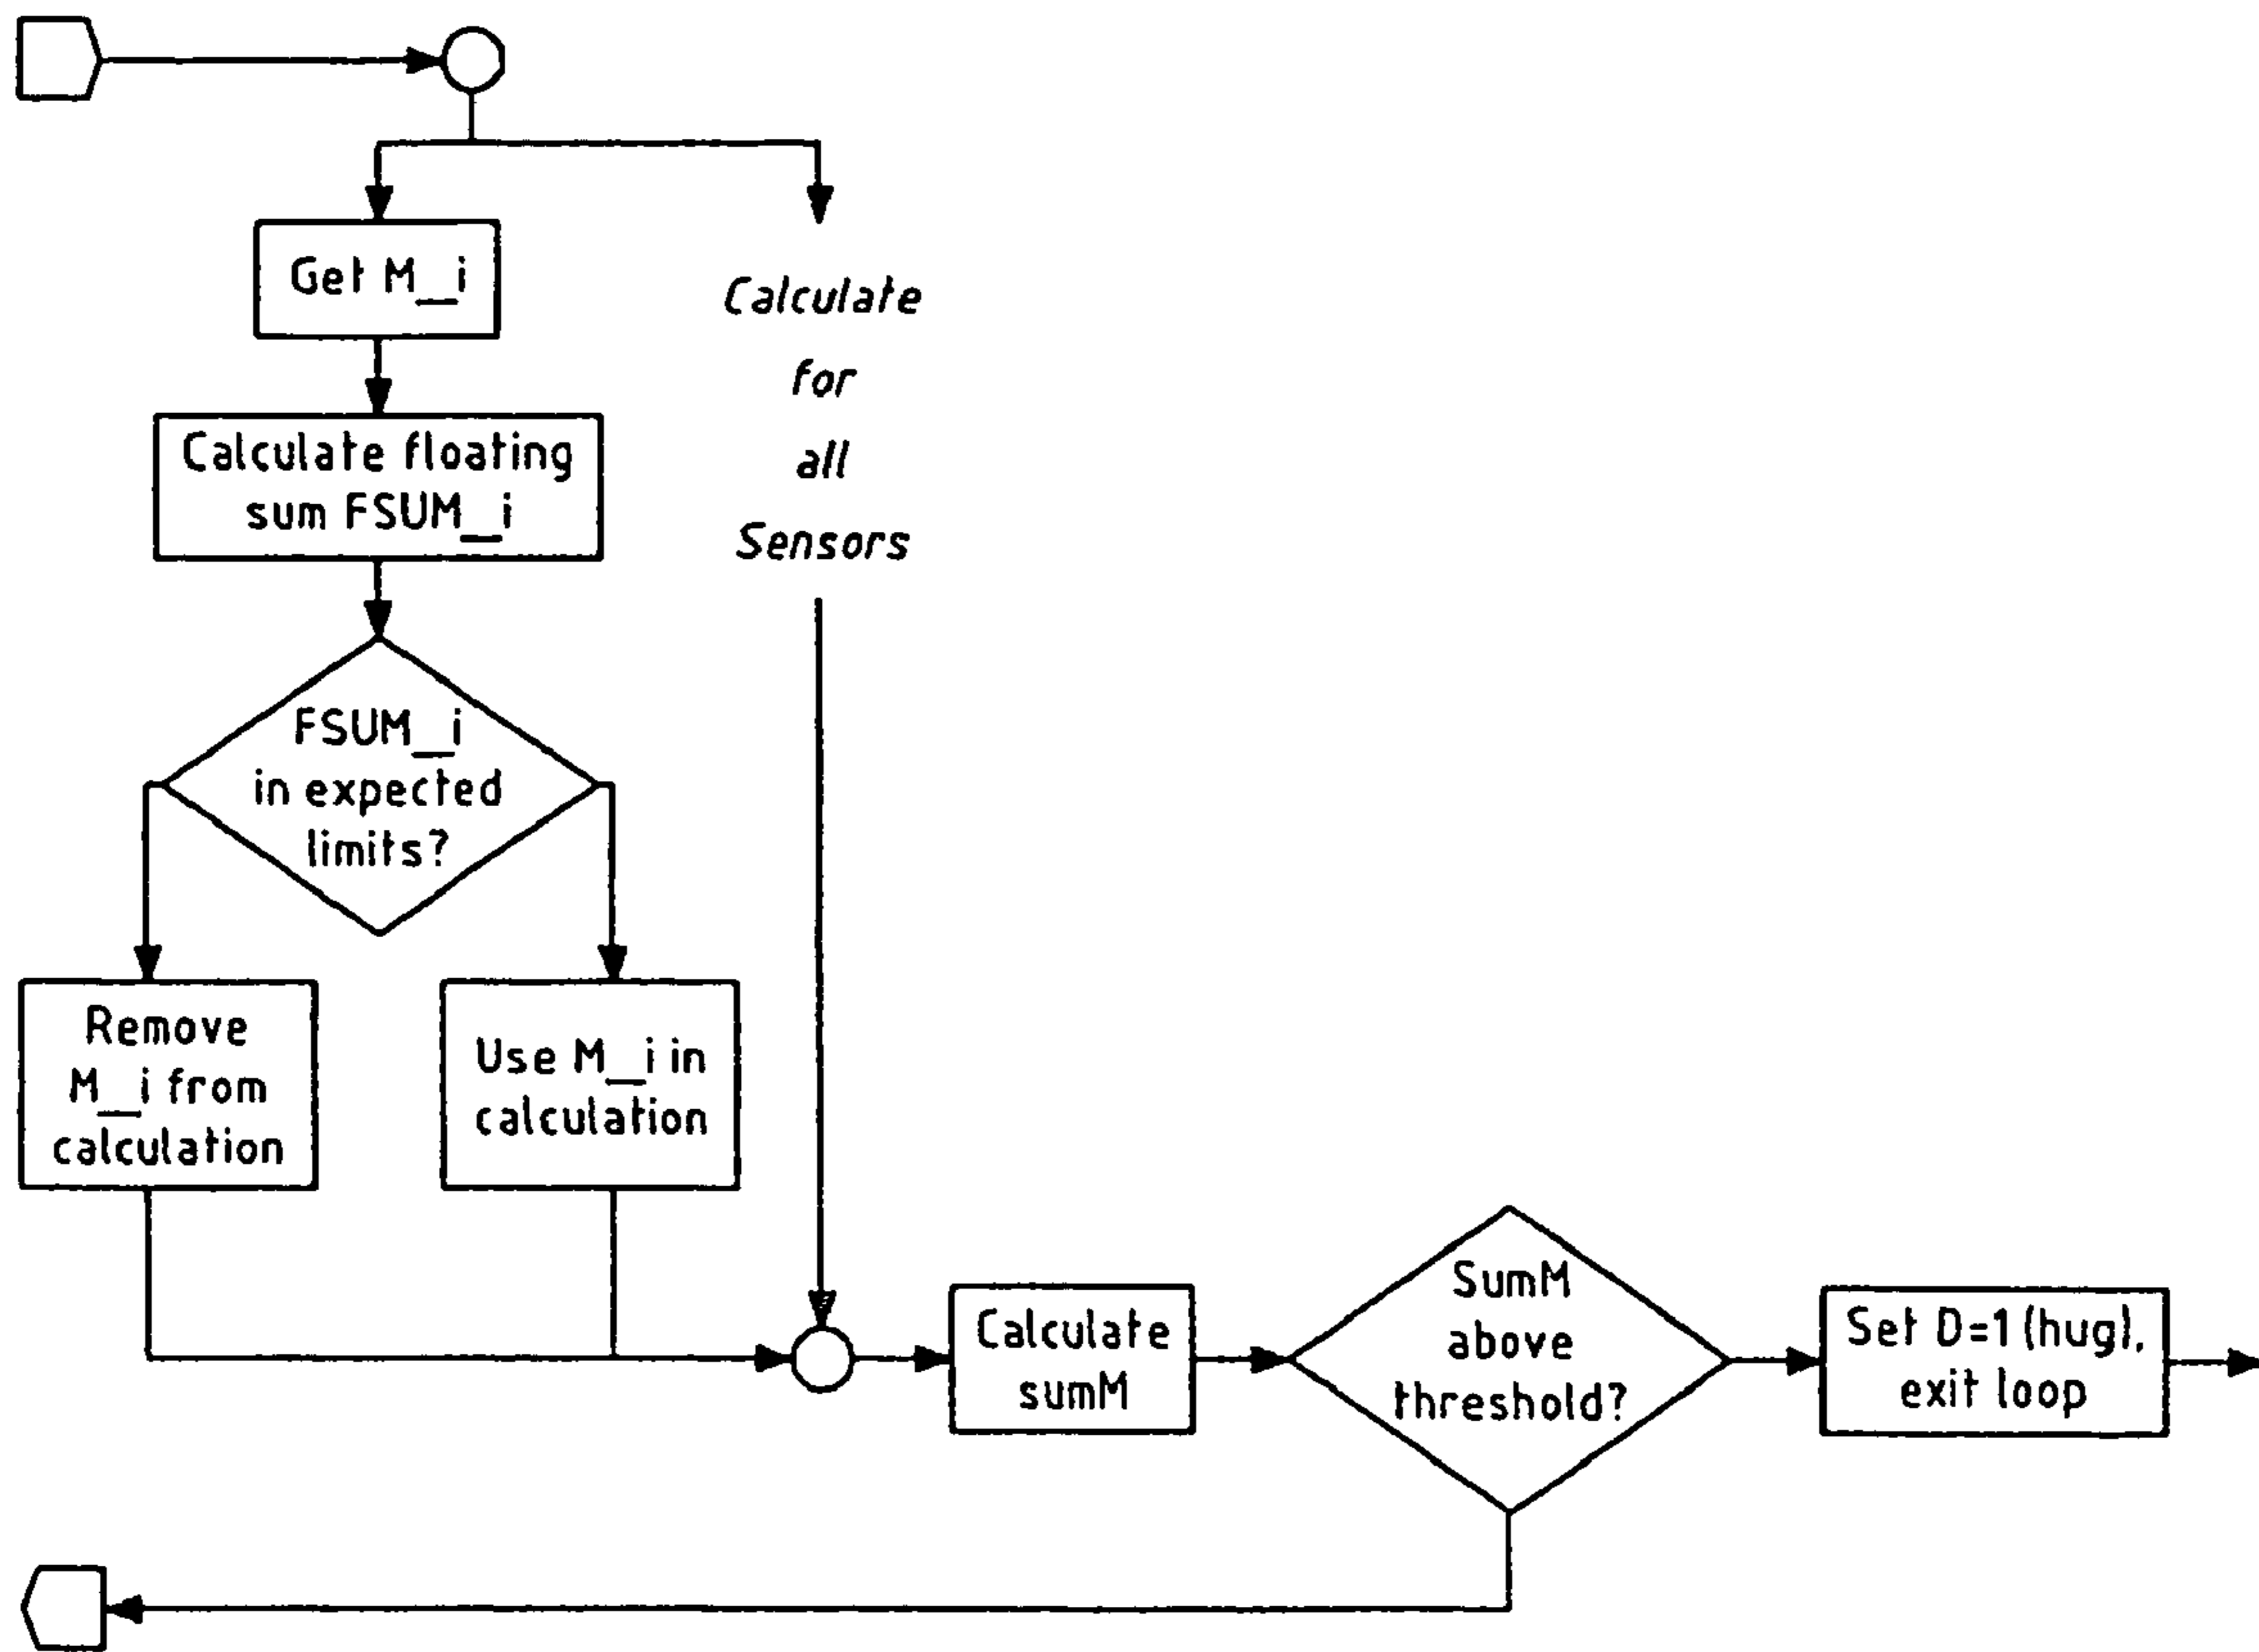 Get M_i
Calculate floating
sum FSUM_i
FSUM_i
in expected
limits?
Remove
M_i from
calculation
Use M_i in
calculation
Calculate
for
all
Sensors
Calculate
sumM
SumM
above
threshold?
Set D=1 (hug),
exit loop